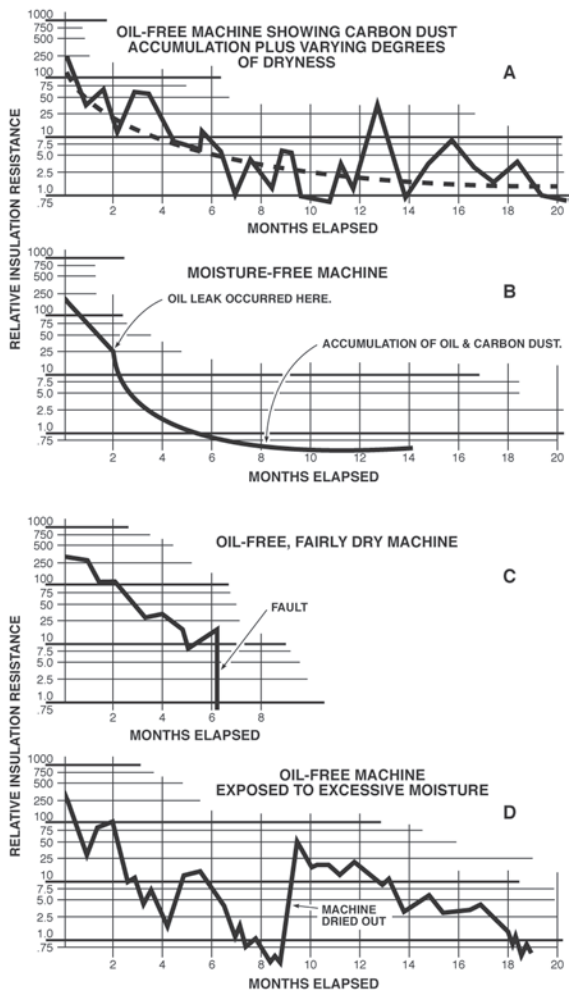 OIL-FREE MACHINE SHOWING CARBON DUST
ACCUMULATION PLUS VARYING DEGREES
OF DRYNESS
A
RELATIVE INSULATION RESISTANCE
1000
750
500
250
100
75
50
25
10
7.5
5.0
2.5
1.0
.75
2 4 6 7 8 10 12 14 16 18 20
MONTHS ELAPSED
MOISTURE-FREE MACHINE
B
1000
750
500
250
100
75
50
25
10
7.5
5.0
2.5
1.0
.75
OIL LEAK OCCURRED HERE.
ACCUMULATION OF OIL & CARBON DUST.
2 4 6 8 10 12 14 16 18 20
MONTHS ELAPSED
OIL-FREE, FAIRLY DRY MACHINE
C
RELATIVE INSULATION RESISTANCE
1000
750
500
250
100
75
50
25
10
7.5
5.0
2.5
1.0
.75
FAULT
2 4 6 8
MONTHS ELAPSED
OIL-FREE MACHINE
EXPOSED TO EXCESSIVE MOISTURE
D
1000
750
500
250
100
75
50
25
10
7.5
5.0
2.5
1.0
.75
MACHINE
DRIED OUT
2 4 6 8 10 12 14 16 18 20
MONTHS ELAPSED